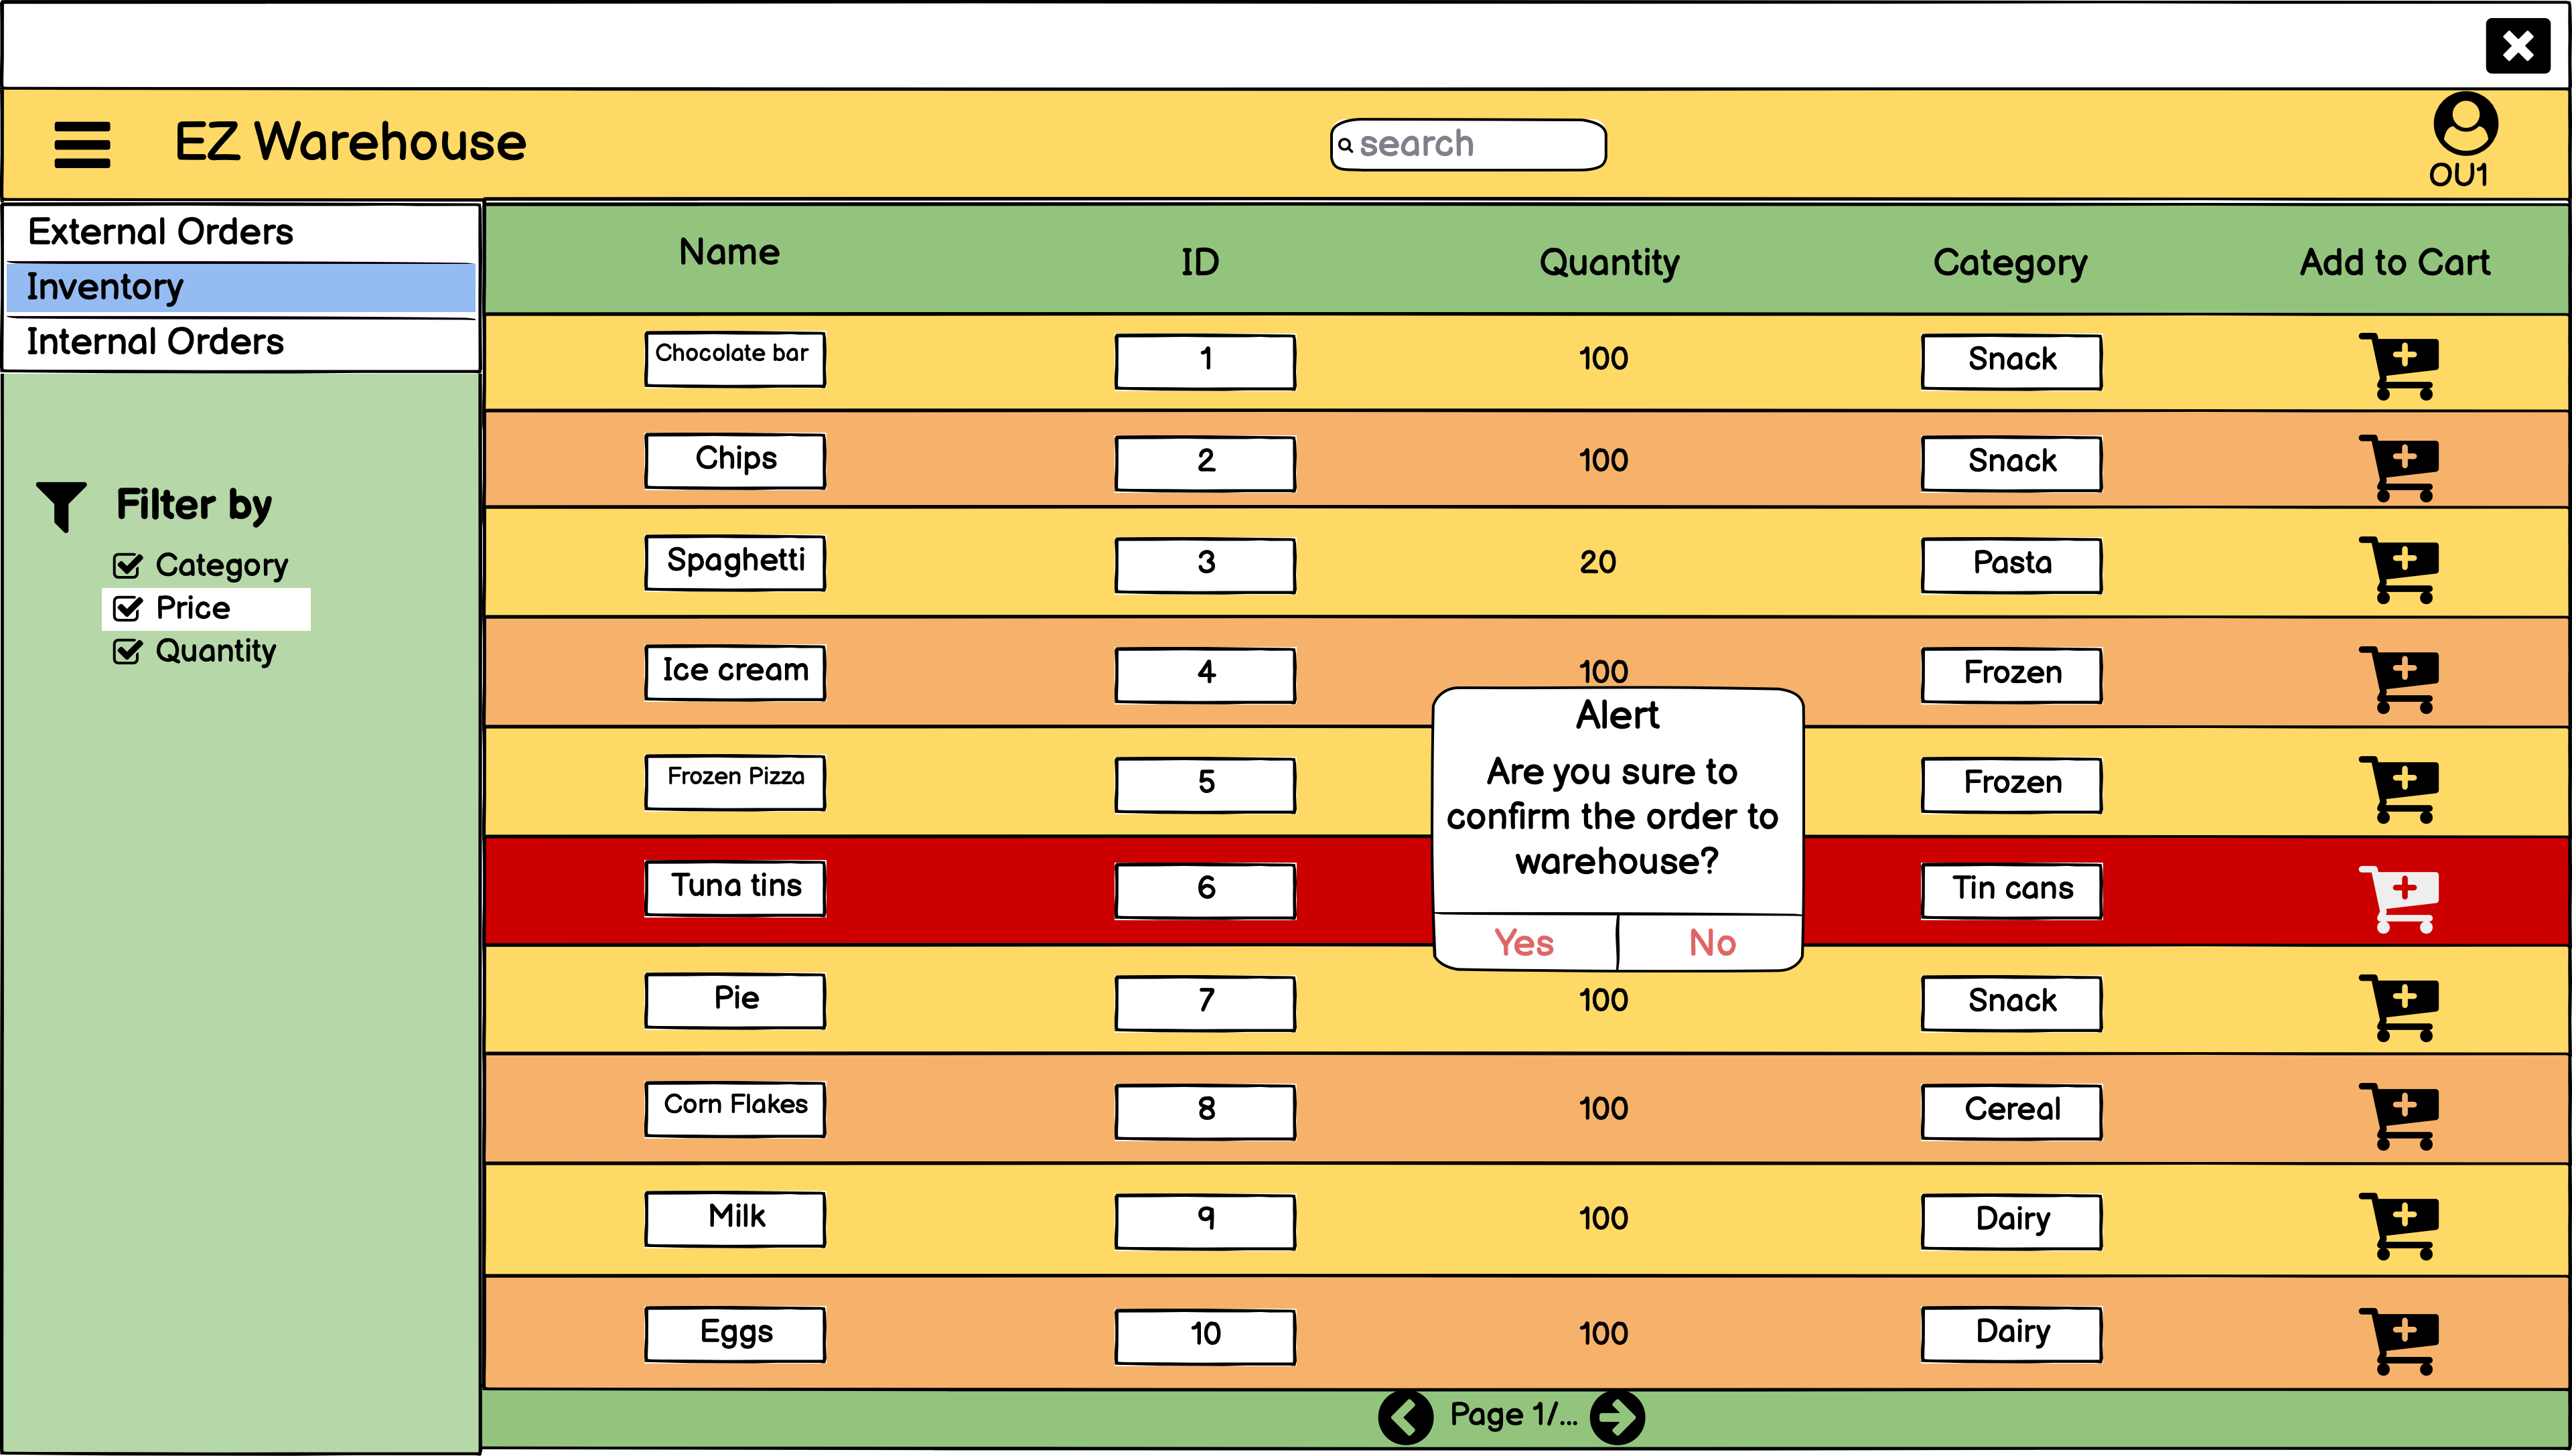 EZ Warehouse
search
OU1
External Orders
Inventory
Internal Orders
Filter by
Category
Price
Quantity
Name ID Quantity Category Add to Cart
Chocolate bar 1 100 Snack
Chips 2 100 Snack
Spaghetti 3 20 Pasta
Ice cream 4 100 Frozen
Frozen Pizza 5 Frozen
Tuna tins 6 Tin cans
Pie 7 100 Snack
Corn Flakes 8 100 Cereal
Milk 9 100 Dairy
Eggs 10 100 Dairy
Alert
Are you sure to
confirm the order to
warehouse?
Yes No
Page 1/...